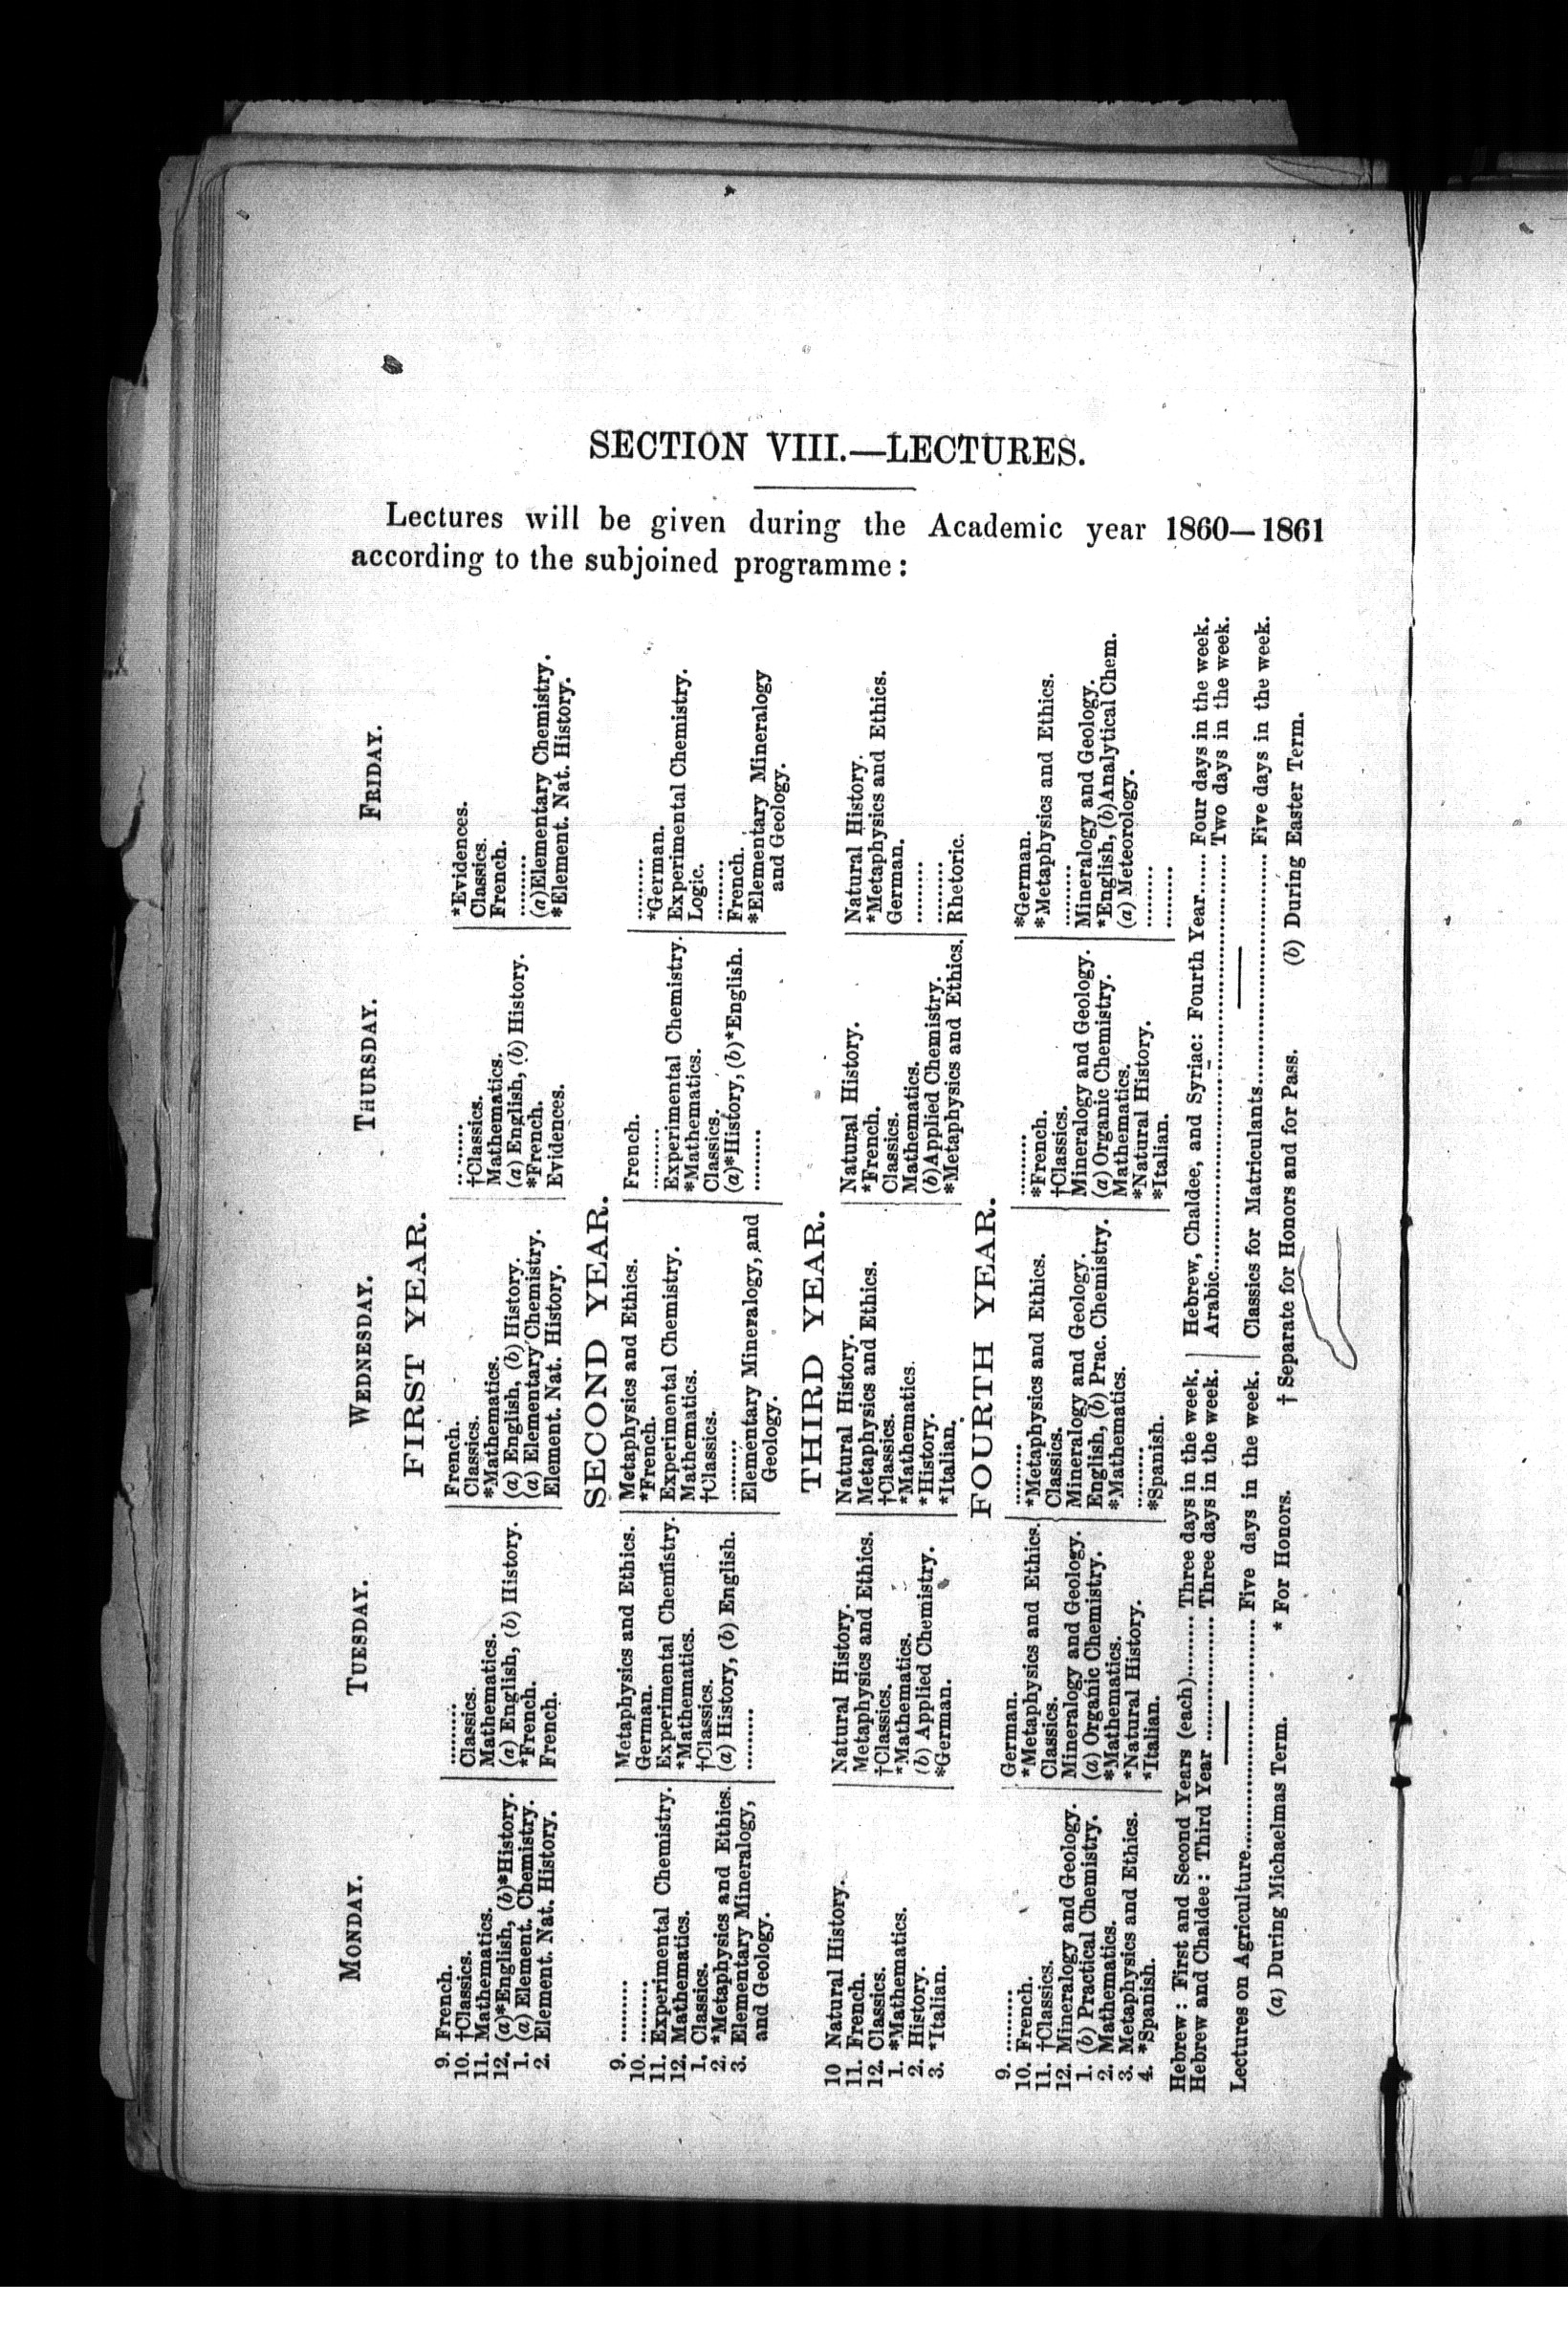 SECTION VIII.—LECTURES.
Lectures will be given during the Academic year 1860—1861
according to the subjoined programme:
MONDAY. TUESDAY. WEDNESDAY. THURSDAY. FRIDAY.
FIRST YEAR.
9. French. ......... French. ......... *Evidences.
10. †Classics. Classics. Classics. †Classics. Classics.
11. Mathematics. Mathematics. *Mathematics. Mathematics. French.
12. (a)*English, (b)*History. (a) English, (b) History. (a) English, (b) History. (a) English, (b) History. .........
1. (a) Element. Chemistry. *French. (a) Elementary Chemistry. *French. (a) Elementary Chemistry.
2. Element. Nat. History. French. Element. Nat. History. Evidences. *Element. Nat. History.
SECOND YEAR.
9. ......... Metaphysics and Ethics. Metaphysics and Ethics. French. .........
10. ......... German. *French. ......... *German.
11. Experimental Chemistry. Experimental Chemistry. Experimental Chemistry. Experimental Chemistry. Experimental Chemistry.
12. Mathematics. *Mathematics. Mathematics. *Mathematics. Logic.
1. Classics. †Classics. †Classics. Classics. .........
2. *Metaphysics and Ethics. (a) History, (b) English. ......... (a)*History, (b)*English. French.
3. Elementary Mineralogy, ......... Elementary Mineralogy, and ......... *Elementary Mineralogy
and Geology. Geology. and Geology.
THIRD YEAR.
10 Natural History. Natural History. Natural History. Natural History. Natural History.
11. French. Metaphysics and Ethics. Metaphysics and Ethics. *French. *Metaphysics and Ethics.
12. Classics. †Classics. †Classics. Classics. German.
1. *Mathematics. *Mathematics. *Mathematics. Mathematics. .........
2. History. (b) Applied Chemistry. *History. (b) Applied Chemistry. .........
3. *Italian. *German. *Italian. *Metaphysics and Ethics. Rhetoric.
FOURTH YEAR.
9. ......... German. ......... ......... *German.
10. French. *Metaphysics and Ethics. *Metaphysics and Ethics. *French. *Metaphysics and Ethics.
11. †Classics. Classics. Classics. †Classics. .........
12. Mineralogy and Geology. Mineralogy and Geology. Mineralogy and Geology. Mineralogy and Geology. Mineralogy and Geology.
1. (b) Practical Chemistry. (a) Organic Chemistry. English, (b) Prac. Chemistry. (a) Organic Chemistry. *English, (b) Analytical Chem.
2. Mathematics. *Mathematics. *Mathematics. Mathematics. (a) Meteorology.
3. Metaphysics and Ethics. *Natural History. ......... *Natural History. .........
4. *Spanish. *Italian. *Spanish. *Italian. .........
Hebrew: First and Second Years (each)......... Three days in the week. Hebrew, Chaldee, and Syriac: Fourth Year...... Four days in the week.
Hebrew and Chaldee: Third Year ............... Three days in the week. Arabic............... Two days in the week.
Lectures on Agriculture............... Five days in the week. Classics for Matriculants............... Five days in the week.
(a) During Michaelmas Term. * For Honors. † Separate for Honors and for Pass. (b) During Easter Term.